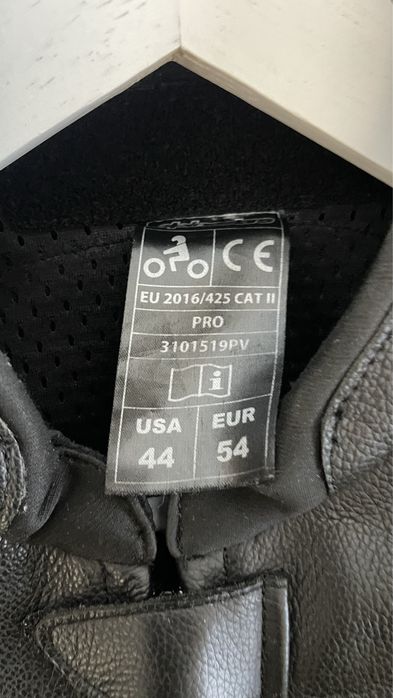 CE
EU 2016/425 CAT II
PRO
3101519PV
i
USA EUR
44 54